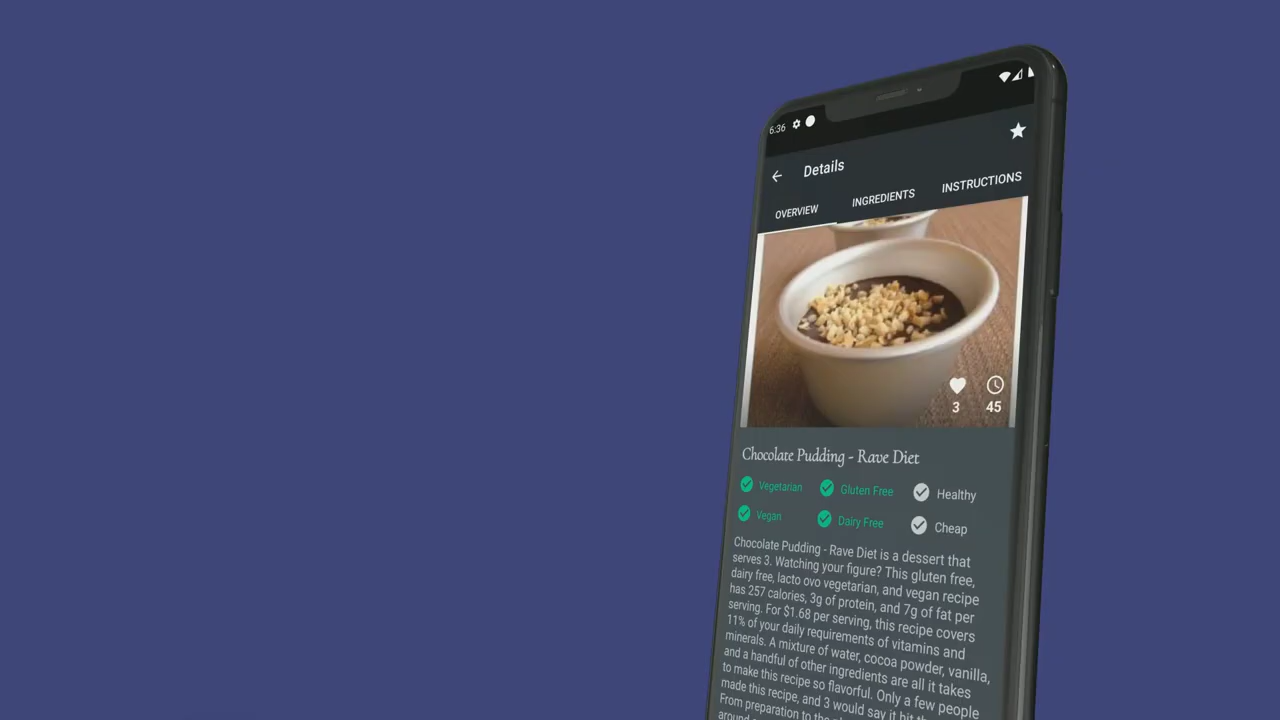 6:36
Details
OVERVIEW INGREDIENTS INSTRUCTIONS
3 45
Chocolate Pudding - Rave Diet
Vegetarian Gluten Free Healthy
Vegan Dairy Free Cheap
Chocolate Pudding - Rave Diet is a dessert that
serves 3. Watching your figure? This gluten free,
dairy free, lacto ovo vegetarian, and vegan recipe
has 257 calories, 3g of protein, and 7g of fat per
serving. For $1.68 per serving, this recipe covers
11% of your daily requirements of vitamins and
minerals. A mixture of water, cocoa powder, vanilla,
and a handful of other ingredients are all it takes
to make this recipe so flavorful. Only a few people
made this recipe, and 3 would say it hit
From preparation to the
around